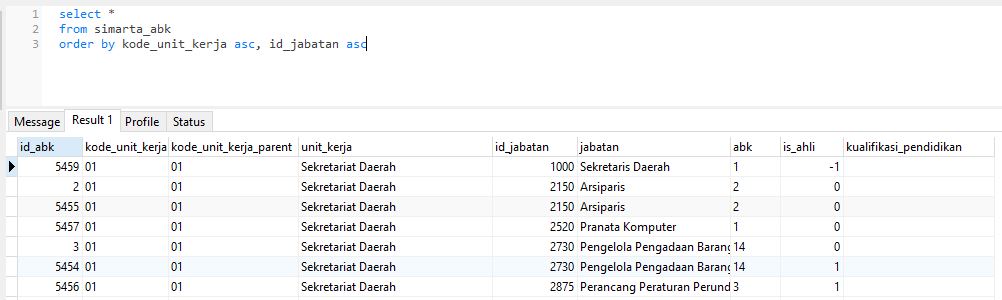 1 select *
2 from simarta_abk
3 order by kode_unit_kerja asc, id_jabatan asc
Message Result 1 Profile Status
id_abk kode_unit_kerja kode_unit_kerja_parent unit_kerja id_jabatan jabatan abk is_ahli kualifikasi_pendidikan
5459 01 01 Sekretariat Daerah 1000 Sekretaris Daerah 1 -1
2 01 01 Sekretariat Daerah 2150 Arsiparis 2 0
5455 01 01 Sekretariat Daerah 2150 Arsiparis 2 0
5457 01 01 Sekretariat Daerah 2520 Pranata Komputer 1 0
3 01 01 Sekretariat Daerah 2730 Pengelola Pengadaan Barang 14 0
5454 01 01 Sekretariat Daerah 2730 Pengelola Pengadaan Barang 14 1
5456 01 01 Sekretariat Daerah 2875 Perancang Peraturan Perund 3 1